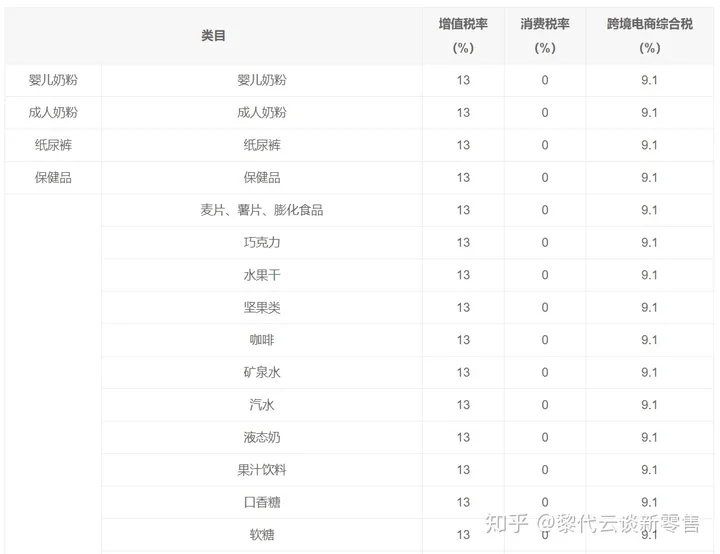 类目 增值税率（%） 消费税率（%） 跨境电商综合税（%）
婴儿奶粉 婴儿奶粉 13 0 9.1
成人奶粉 成人奶粉 13 0 9.1
纸尿裤 纸尿裤 13 0 9.1
保健品 保健品 13 0 9.1
麦片、薯片、膨化食品 13 0 9.1
巧克力 13 0 9.1
水果干 13 0 9.1
坚果类 13 0 9.1
咖啡 13 0 9.1
矿泉水 13 0 9.1
汽水 13 0 9.1
液态奶 13 0 9.1
果汁饮料 13 0 9.1
口香糖 13 0 9.1
软糖 13 0 9.1
知乎 @黎代云谈新零售